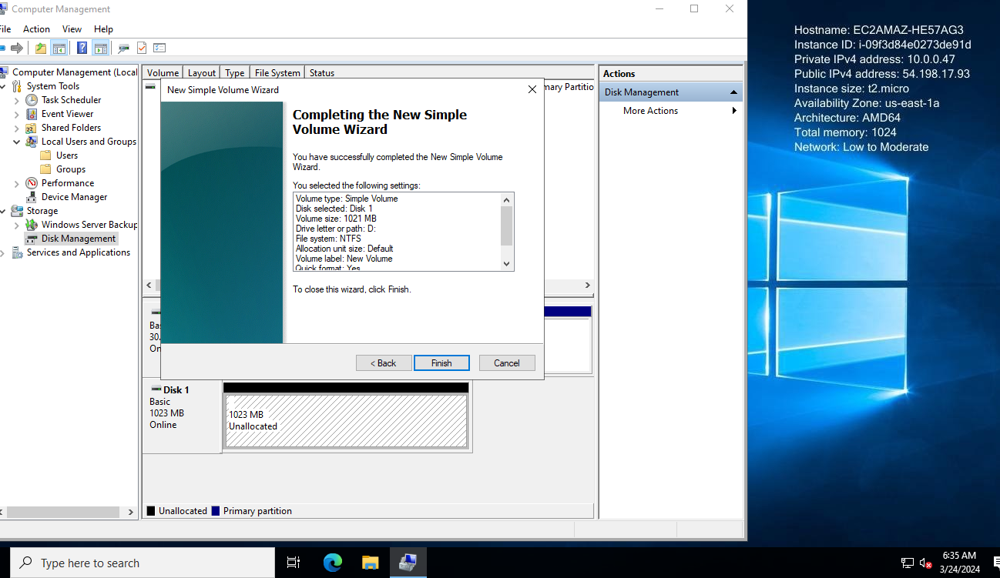 Computer Management
File Action View Help
Computer Management (Local
System Tools
Task Scheduler
Event Viewer
Shared Folders
Local Users and Groups
Users
Groups
Performance
Device Manager
Storage
Windows Server Backup
Disk Management
Services and Applications
Volume Layout Type File System Status
mary Partitio
New Simple Volume Wizard
Completing the New Simple
Volume Wizard
You have successfully completed the New Simple Volume
Wizard.
You selected the following settings:
Volume type: Simple Volume
Disk selected: Disk 1
Volume size: 1021 MB
Drive letter or path: D:
File system: NTFS
Allocation unit size: Default
Volume label: New Volume
Quick format: Yes
To close this wizard, click Finish.
< Back Finish Cancel
Ba
30.
On
Disk 1
Basic
1023 MB
Online
1023 MB
Unallocated
Unallocated Primary partition
Actions
Disk Management
More Actions
Hostname: EC2AMAZ-HE57AG3
Instance ID: i-09f3d84e0273de91d
Private IPv4 address: 10.0.0.47
Public IPv4 address: 54.198.17.93
Instance size: t2.micro
Availability Zone: us-east-1a
Architecture: AMD64
Total memory: 1024
Network: Low to Moderate
Type here to search
6:35 AM
3/24/2024